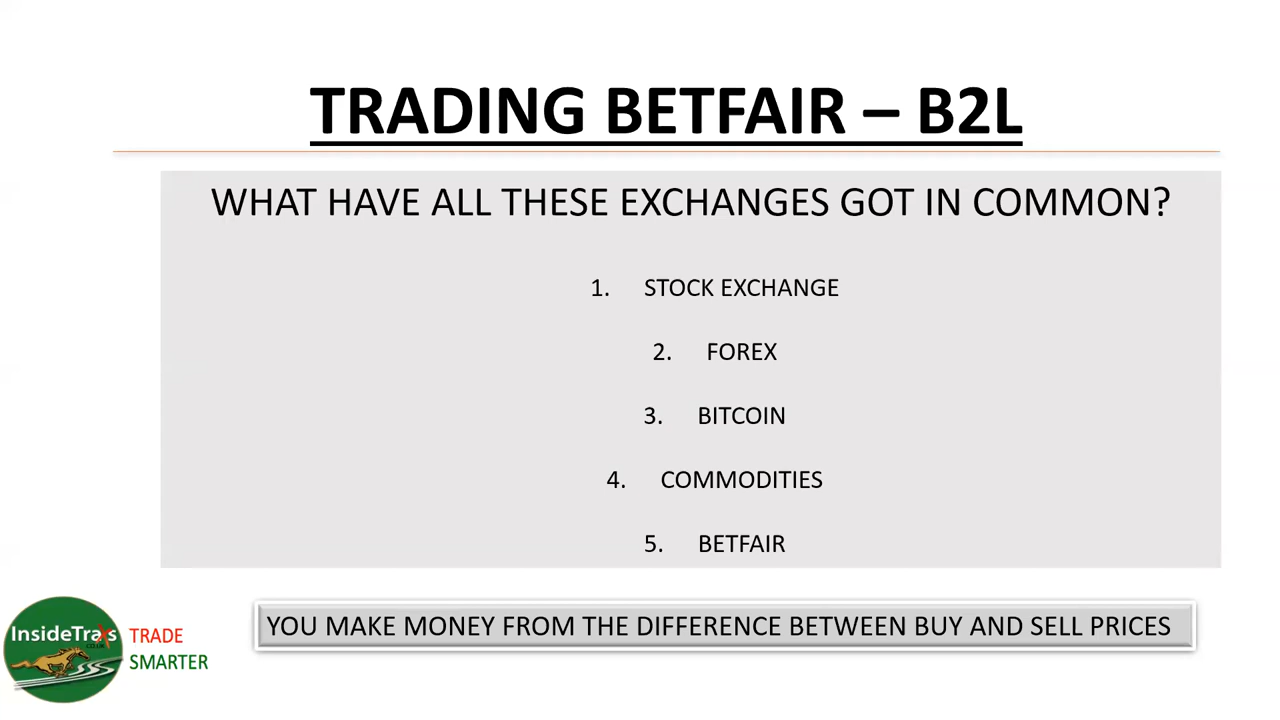 TRADING BETFAIR – B2L
WHAT HAVE ALL THESE EXCHANGES GOT IN COMMON?
1. STOCK EXCHANGE
2. FOREX
3. BITCOIN
4. COMMODITIES
5. BETFAIR
YOU MAKE MONEY FROM THE DIFFERENCE BETWEEN BUY AND SELL PRICES
InsideTraxs
TRADE
SMARTER